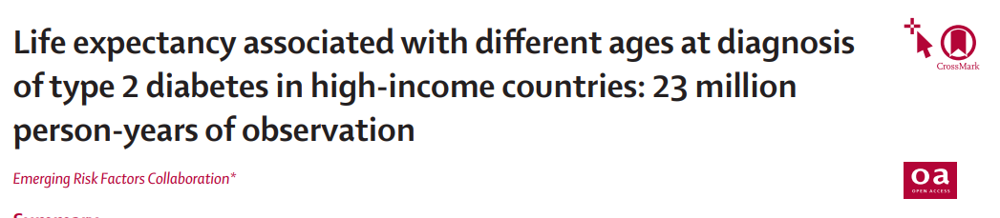 Life expectancy associated with different ages at diagnosis
of type 2 diabetes in high-income countries: 23 million
person-years of observation
CrossMark
Emerging Risk Factors Collaboration*
oa
OPEN ACCESS